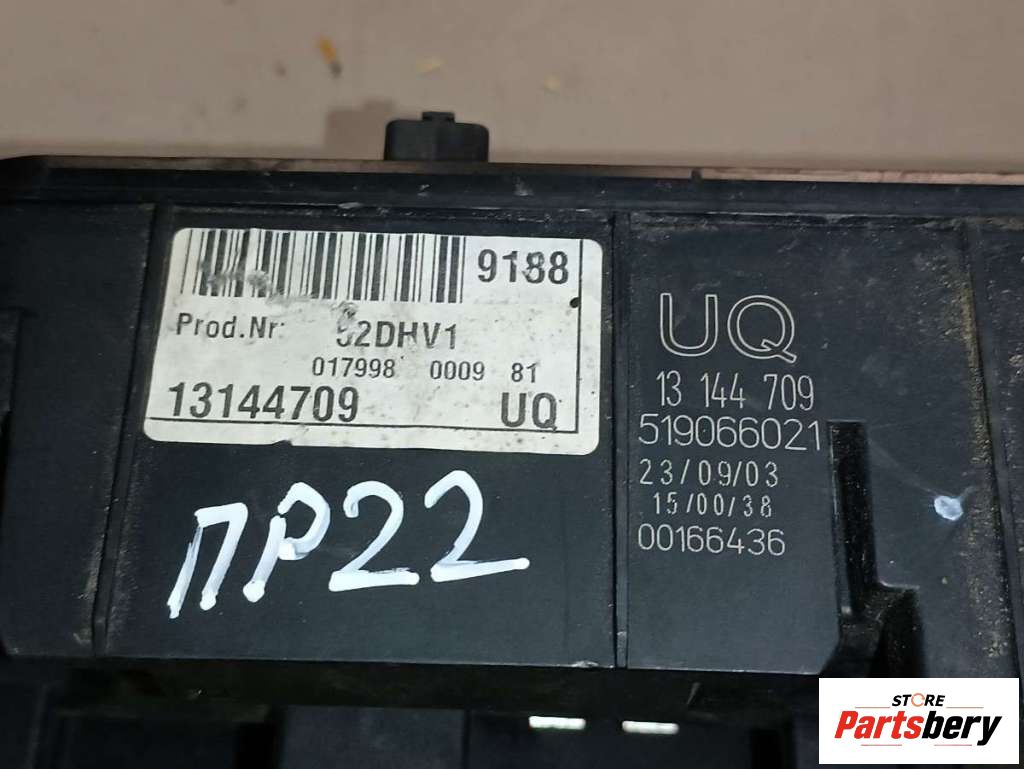 9188
Prod.Nr: 52DHV1
017998 0009 81
13144709 UQ
ПР22
UQ
13 144 709
519066021
23/09/03
15/00/38
00166436
STORE
Partsbery